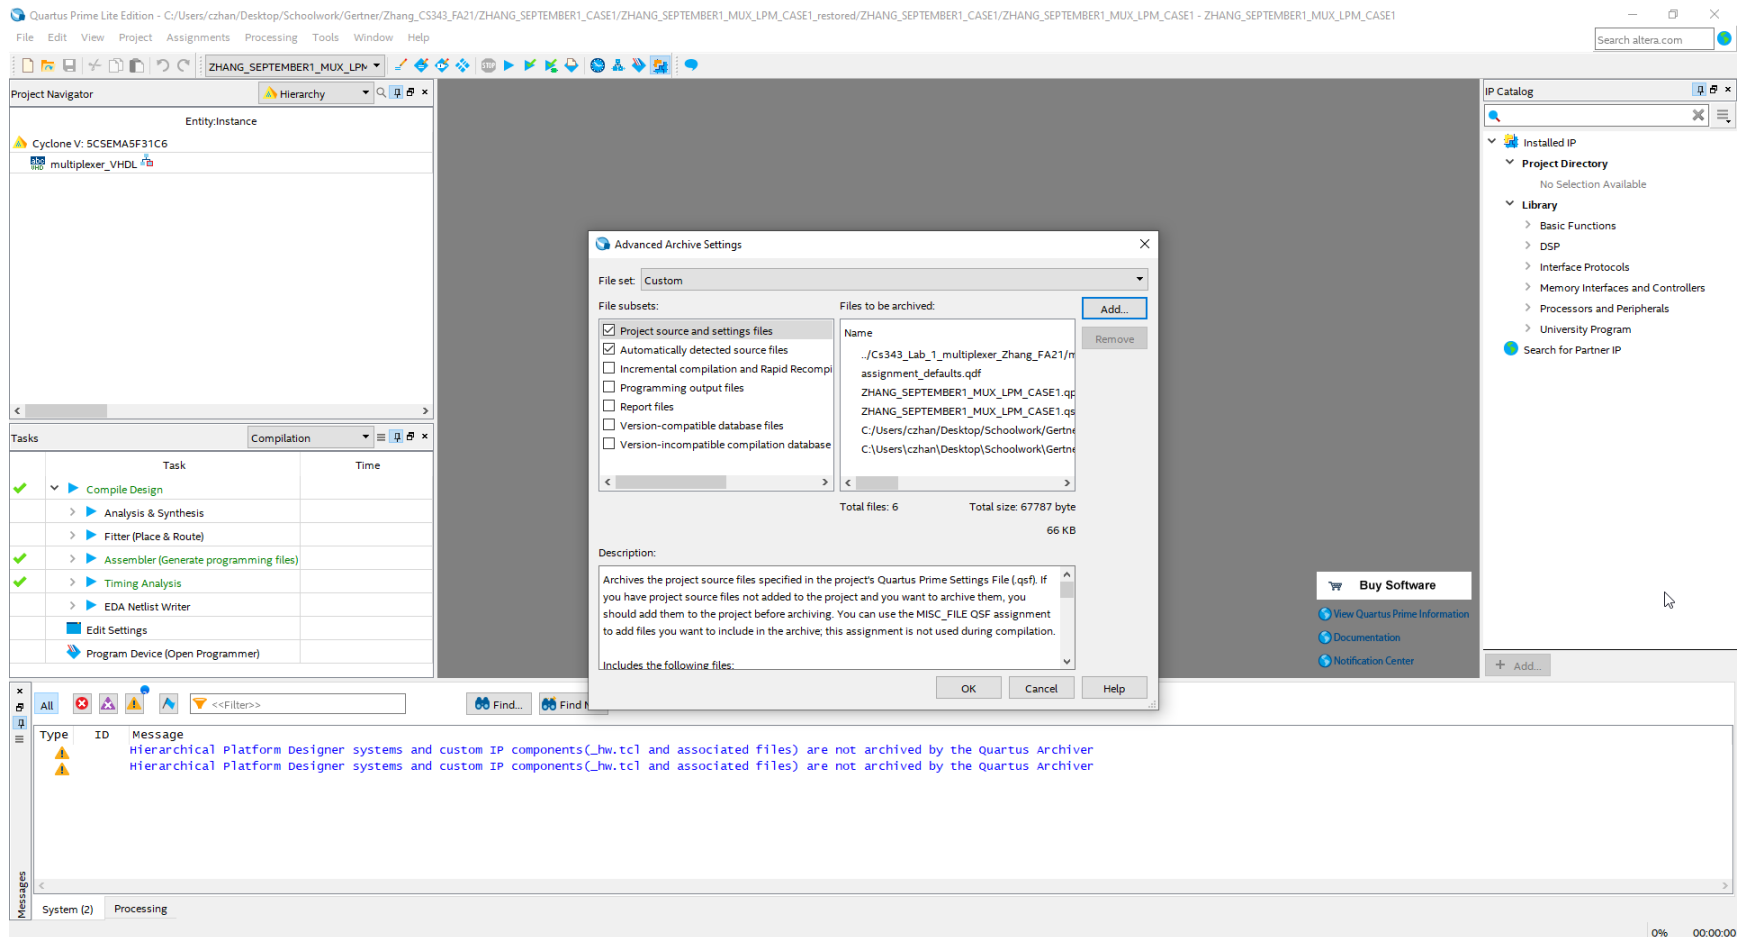 Quartus Prime Lite Edition - C:/Users/czhan/Desktop/Schoolwork/Gertner/Zhang_CS343_FA21/ZHANG_SEPTEMBER1_CASE1/ZHANG_SEPTEMBER1_MUX_LPM_CASE1_restored/ZHANG_SEPTEMBER1_CASE1/ZHANG_SEPTEMBER1_MUX_LPM_CASE1 - ZHANG_SEPTEMBER1_MUX_LPM_CASE1
File Edit View Project Assignments Processing Tools Window Help
Search altera.com
ZHANG_SEPTEMBER1_MUX_LPM
STOP
Project Navigator
Hierarchy
Entity:Instance
Cyclone V: 5CSEMA5F31C6
multiplexer_VHDL
Tasks
Compilation
Task Time
Compile Design
Analysis & Synthesis
Fitter (Place & Route)
Assembler (Generate programming files)
Timing Analysis
EDA Netlist Writer
Edit Settings
Program Device (Open Programmer)
Advanced Archive Settings
File set: Custom
File subsets:
Project source and settings files
Automatically detected source files
Incremental compilation and Rapid Recompi
Programming output files
Report files
Version-compatible database files
Version-incompatible compilation database
Files to be archived:
Name
../Cs343_Lab_1_multiplexer_Zhang_FA21/m
assignment_defaults.qdf
ZHANG_SEPTEMBER1_MUX_LPM_CASE1.qp
ZHANG_SEPTEMBER1_MUX_LPM_CASE1.qs
C:/Users/czhan/Desktop/Schoolwork/Gertne
C:\Users\czhan\Desktop\Schoolwork\Gertne
Add...
Remove
Total files: 6 Total size: 67787 byte
66 KB
Description:
Archives the project source files specified in the project's Quartus Prime Settings File (.qsf). If
you have project source files not added to the project and you want to archive them, you
should add them to the project before archiving. You can use the MISC_FILE QSF assignment
to add files you want to include in the archive; this assignment is not used during compilation.
Includes the following files:
OK Cancel Help
Buy Software
View Quartus Prime Information
Documentation
Notification Center
IP Catalog
Installed IP
Project Directory
No Selection Available
Library
Basic Functions
DSP
Interface Protocols
Memory Interfaces and Controllers
Processors and Peripherals
University Program
Search for Partner IP
+ Add...
All
<<Filter>>
Find...
Find N
Type ID Message
Hierarchical Platform Designer systems and custom IP components(_hw.tcl and associated files) are not archived by the Quartus Archiver
Hierarchical Platform Designer systems and custom IP components(_hw.tcl and associated files) are not archived by the Quartus Archiver
Messages
System (2) Processing
0% 00:00:00